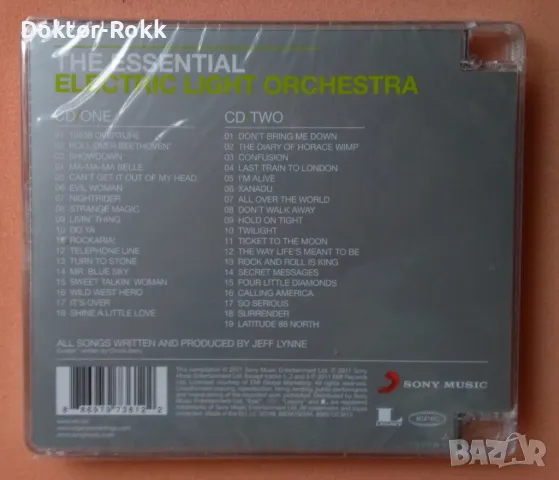 Doktor-Rokk
THE ESSENTIAL
ELECTRIC LIGHT ORCHESTRA
CD ONE
01 10538 OVERTURE
02 ROLL OVER BEETHOVEN*
03 SHOWDOWN
04 MA-MA-MA BELLE
05 CAN'T GET IT OUT OF MY HEAD
06 EVIL WOMAN
07 NIGHTRIDER
08 STRANGE MAGIC
09 LIVIN' THING
10 DO YA
11 ROCKARIA!
12 TELEPHONE LINE
13 TURN TO STONE
14 MR. BLUE SKY
15 SWEET TALKIN' WOMAN
16 WILD WEST HERO
17 IT'S OVER
18 SHINE A LITTLE LOVE
CD TWO
01 DON'T BRING ME DOWN
02 THE DIARY OF HORACE WIMP
03 CONFUSION
04 LAST TRAIN TO LONDON
05 I'M ALIVE
06 XANADU
07 ALL OVER THE WORLD
08 DON'T WALK AWAY
09 HOLD ON TIGHT
10 TWILIGHT
11 TICKET TO THE MOON
12 THE WAY LIFE'S MEANT TO BE
13 ROCK AND ROLL IS KING
14 SECRET MESSAGES
15 FOUR LITTLE DIAMONDS
16 CALLING AMERICA
17 SO SERIOUS
18 SURRENDER
19 LATITUDE 88 NORTH
ALL SONGS WRITTEN AND PRODUCED BY JEFF LYNNE
SONY MUSIC
LEGACY
epic
bazar